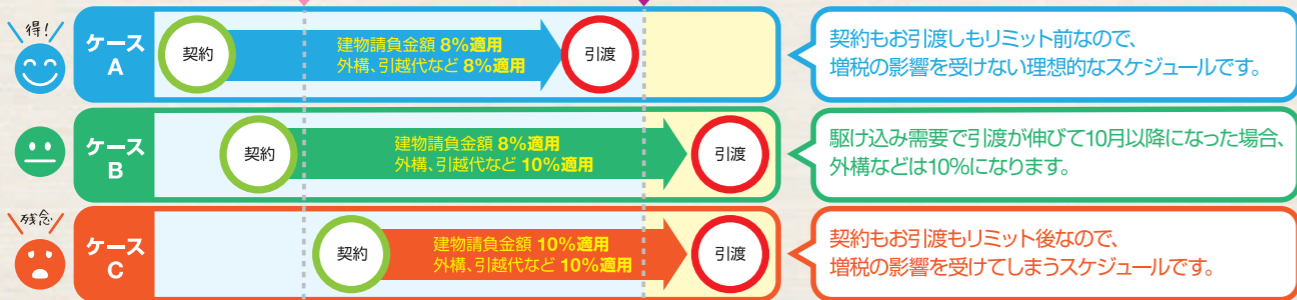 得!
ケース
A
契約
建物請負金額 8%適用
外構、引越代など 8%適用
引渡
契約もお引渡しもリミット前なので、
増税の影響を受けない理想的なスケジュールです。
ケース
B
契約
建物請負金額 8%適用
外構、引越代など 10%適用
引渡
駆け込み需要で引渡が伸びて10月以降になった場合、
外構などは10%になります。
残念
ケース
C
契約
建物請負金額 10%適用
外構、引越代など 10%適用
引渡
契約もお引渡もリミット後なので、
増税の影響を受けてしまうスケジュールです。